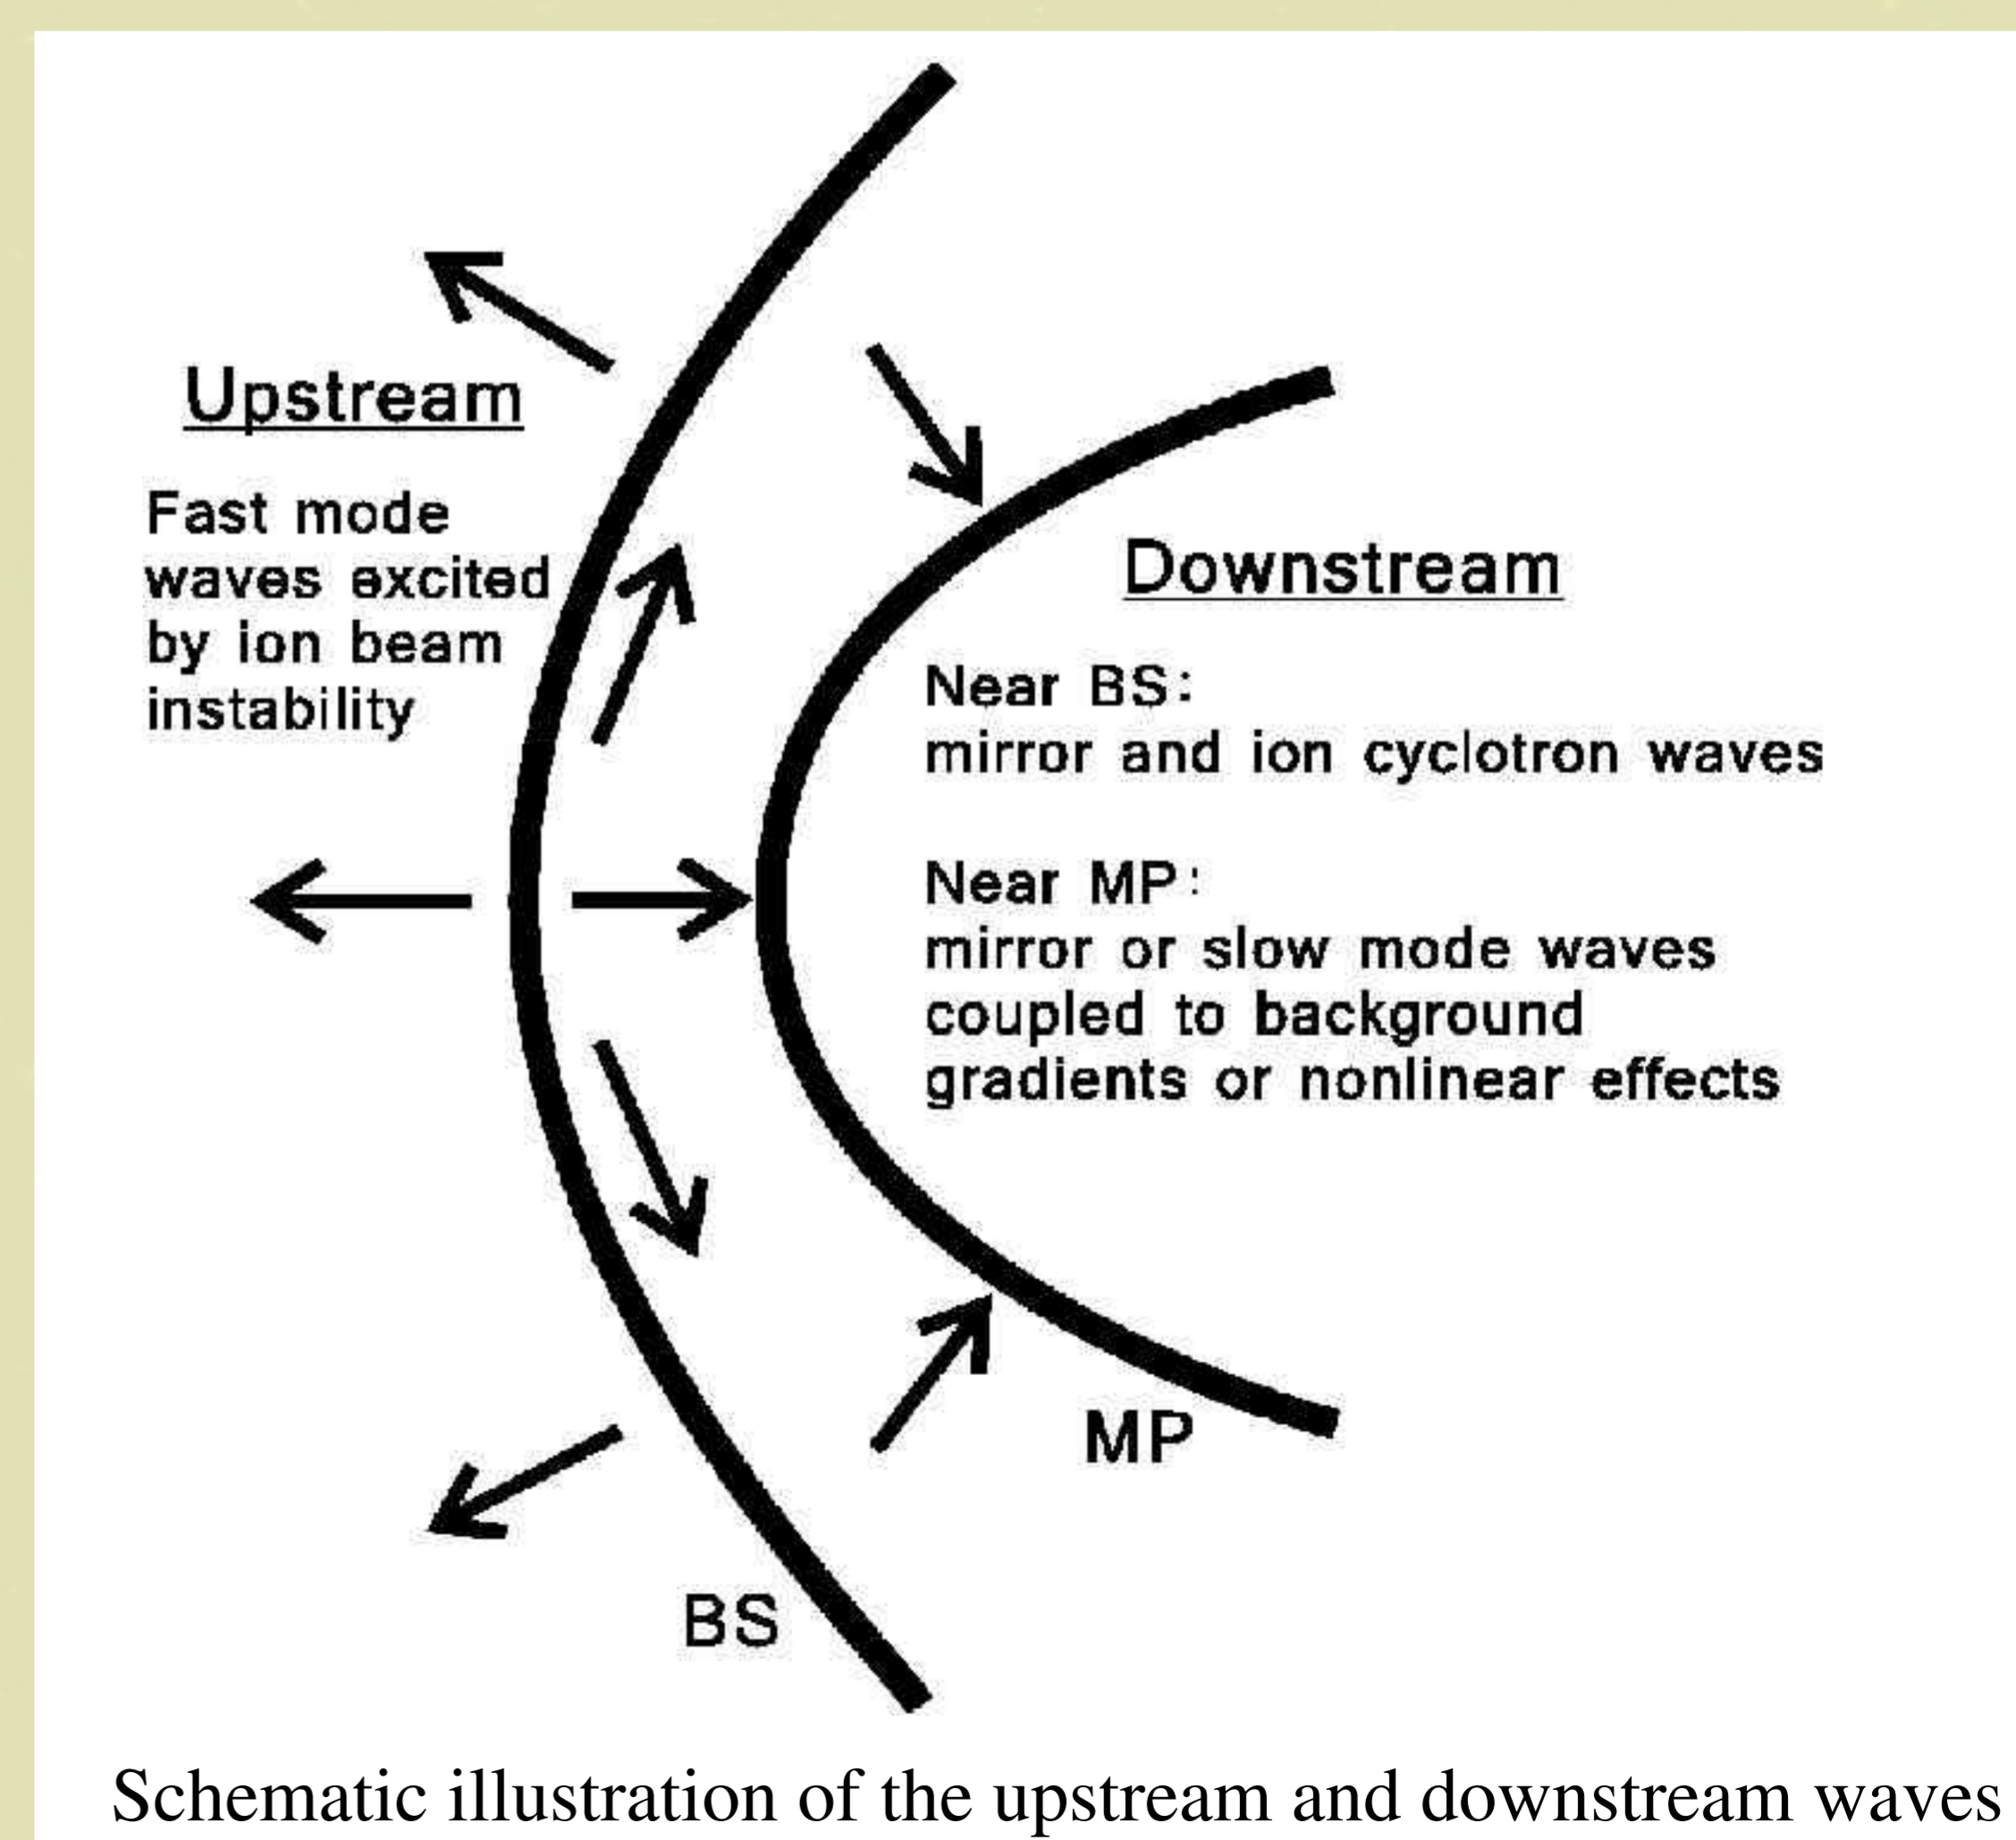 Upstream
Fast mode
waves excited
by ion beam
instability
Downstream
Near BS:
mirror and ion cyclotron waves
Near MP:
mirror or slow mode waves
coupled to background
gradients or nonlinear effects
MP
BS
Schematic illustration of the upstream and downstream waves